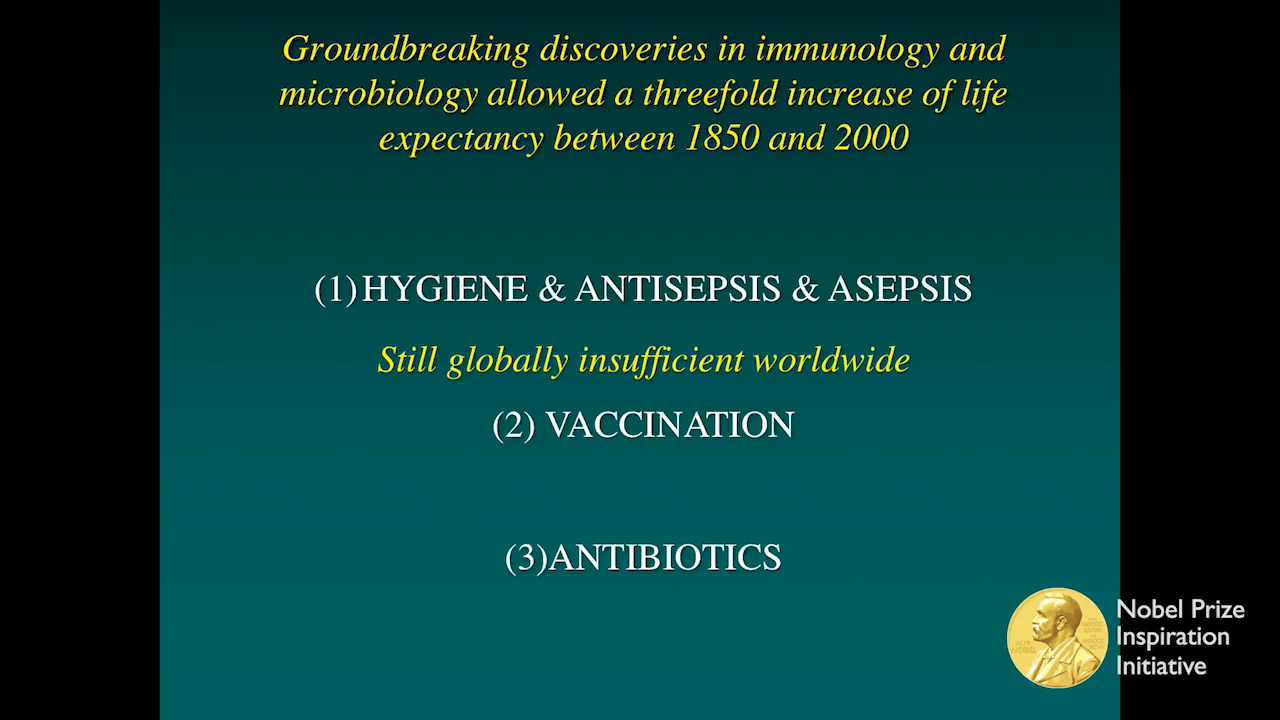 Groundbreaking discoveries in immunology and
microbiology allowed a threefold increase of life
expectancy between 1850 and 2000
(1) HYGIENE & ANTISEPSIS & ASEPSIS
Still globally insufficient worldwide
(2) VACCINATION
(3)ANTIBIOTICS
Nobel Prize
Inspiration
Initiative